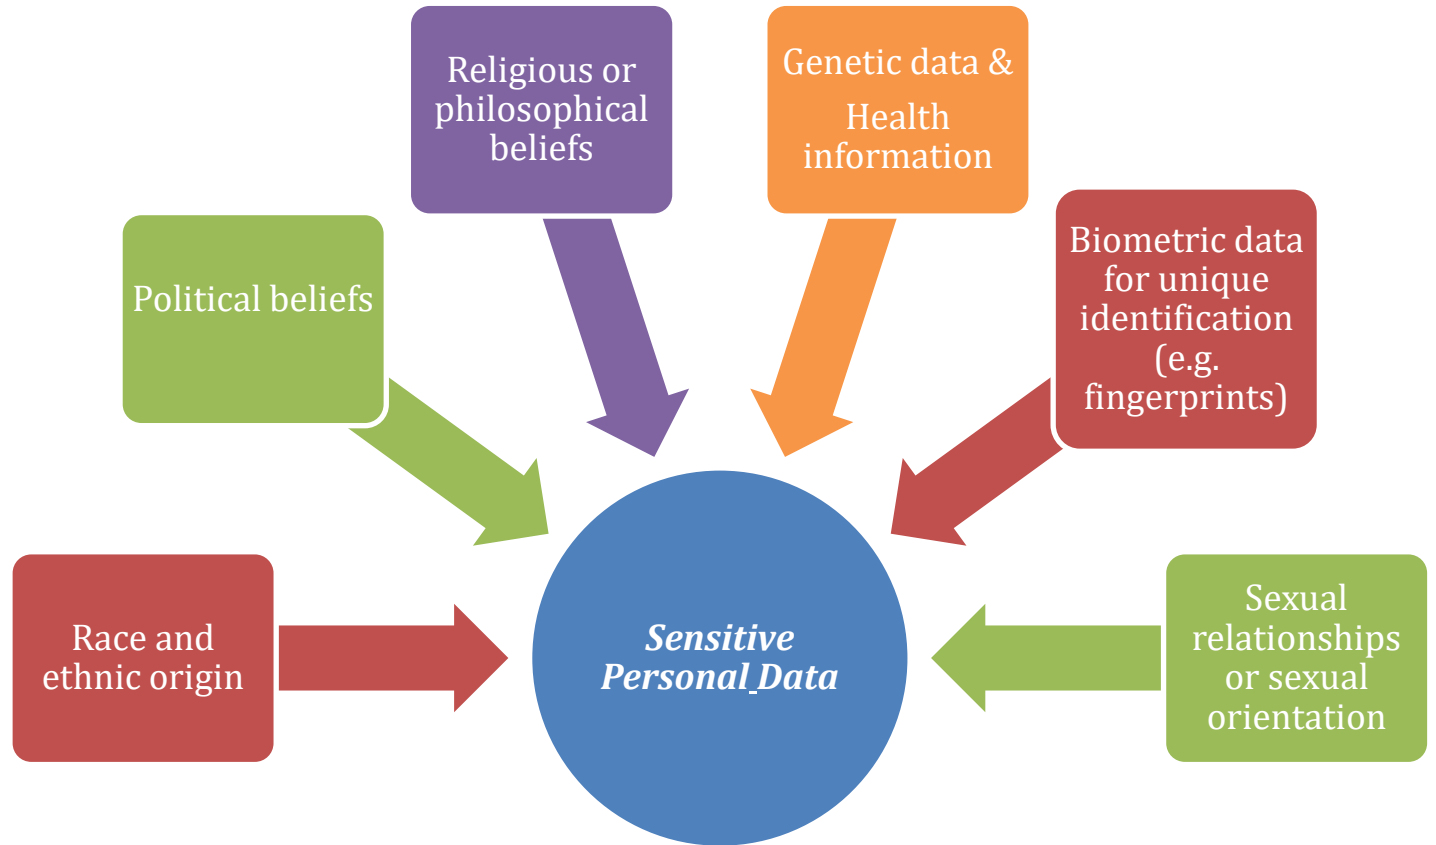 Religious or
philosophical
beliefs
Genetic data &
Health
information
Political beliefs
Biometric data
for unique
identification
(e.g.
fingerprints)
Race and
ethnic origin
Sensitive
Personal Data
Sexual
relationships
or sexual
orientation